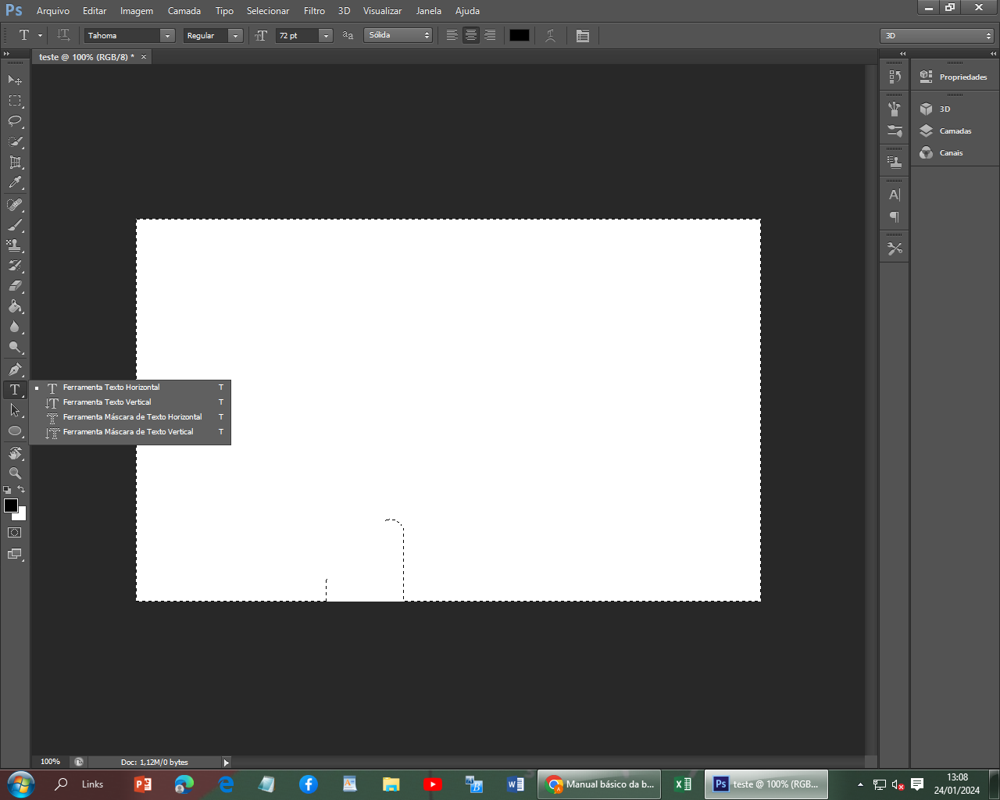 Ps Arquivo Editar Imagem Camada Tipo Selecionar Filtro 3D Visualizar Janela Ajuda
T Tahoma Regular 72 pt aa Sólida 3D
teste @ 100% (RGB/8) * ×
Propriedades
3D
Camadas
Canais
Ferramenta Texto Horizontal T
Ferramenta Texto Vertical T
Ferramenta Máscara de Texto Horizontal T
Ferramenta Máscara de Texto Vertical T
100% Doc: 1,12M/0 bytes
Links Manual básico da b... Ps teste @ 100% (RGB... 13:08
24/01/2024